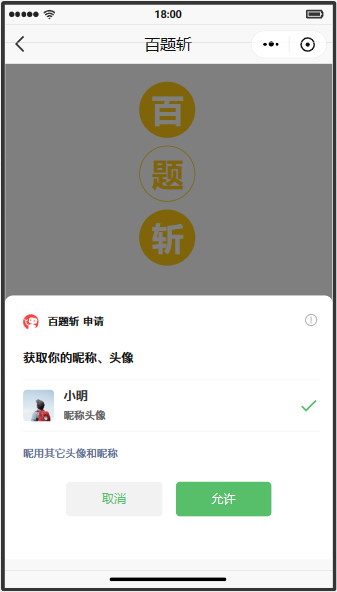 18:00
百题斩
百
题
斩
百题斩 申请
获取你的昵称、头像
小明
昵称头像
昵用其它头像和昵称
取消
允许